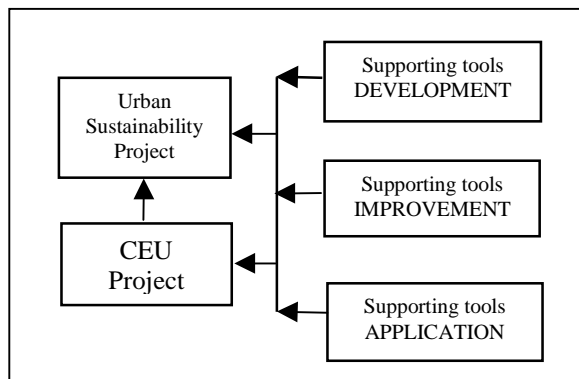 Urban
Sustainability
Project
CEU
Project
Supporting tools
DEVELOPMENT
Supporting tools
IMPROVEMENT
Supporting tools
APPLICATION